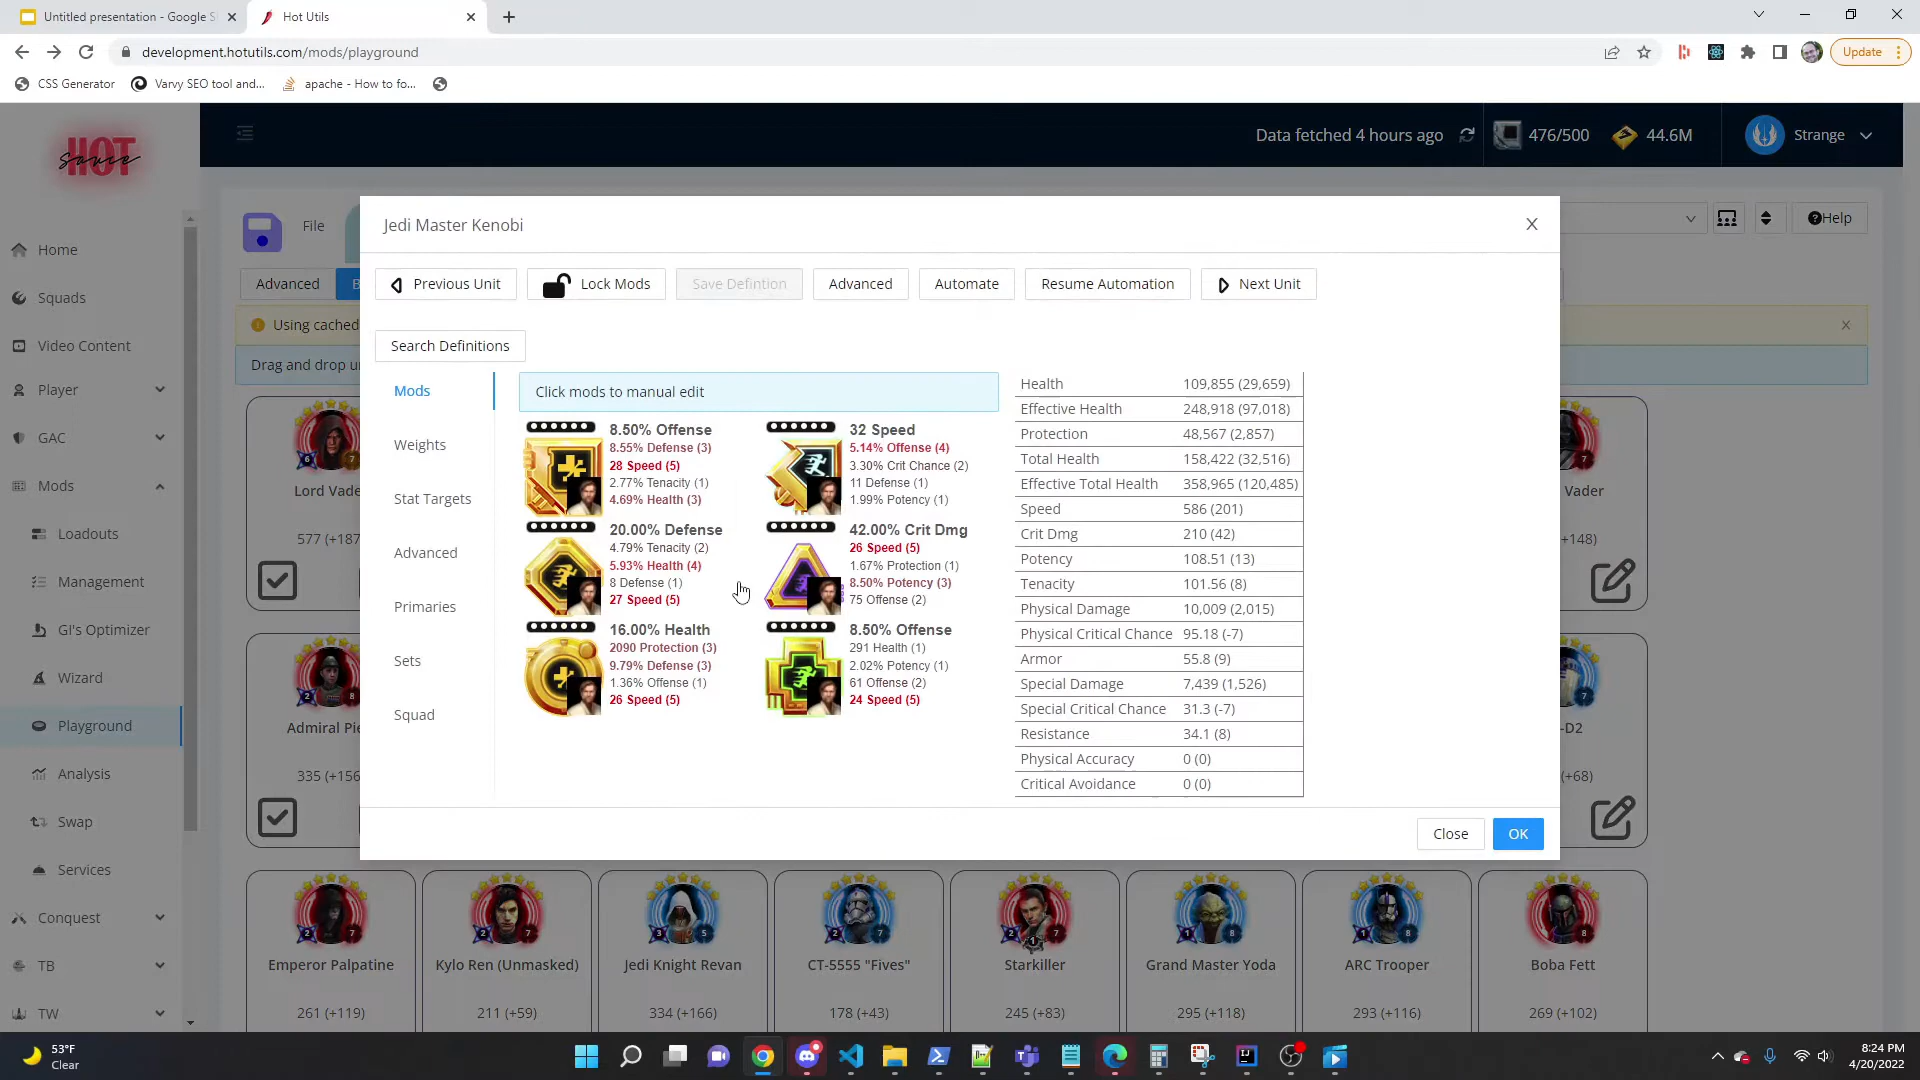 Untitled presentation - Google S
Hot Utils
development.hotutils.com/mods/playground
Update
CSS Generator
Varvy SEO tool and...
apache - How to fo...
HOT
sauce
Data fetched 4 hours ago
476/500
44.6M
Strange
File
Help
Home
Squads
Video Content
Player
GAC
Mods
Loadouts
Management
GI's Optimizer
Wizard
Playground
Analysis
Swap
Services
Conquest
TB
TW
Advanced
B
Using cached
Drag and drop u
Lord Vade
577 (+187
Vader
+148)
Admiral Pie
335 (+156
-D2
(+68)
Jedi Master Kenobi
Previous Unit
Lock Mods
Save Defintion
Advanced
Automate
Resume Automation
Next Unit
Search Definitions
Mods
Weights
Stat Targets
Advanced
Primaries
Sets
Squad
Click mods to manual edit
8.50% Offense
8.55% Defense (3)
28 Speed (5)
2.77% Tenacity (1)
4.69% Health (3)
32 Speed
5.14% Offense (4)
3.30% Crit Chance (2)
11 Defense (1)
1.99% Potency (1)
20.00% Defense
4.79% Tenacity (2)
5.93% Health (4)
8 Defense (1)
27 Speed (5)
42.00% Crit Dmg
26 Speed (5)
1.67% Protection (1)
8.50% Potency (3)
75 Offense (2)
16.00% Health
2090 Protection (3)
9.79% Defense (3)
1.36% Offense (1)
26 Speed (5)
8.50% Offense
291 Health (1)
2.02% Potency (1)
61 Offense (2)
24 Speed (5)
Health 109,855 (29,659)
Effective Health 248,918 (97,018)
Protection 48,567 (2,857)
Total Health 158,422 (32,516)
Effective Total Health 358,965 (120,485)
Speed 586 (201)
Crit Dmg 210 (42)
Potency 108.51 (13)
Tenacity 101.56 (8)
Physical Damage 10,009 (2,015)
Physical Critical Chance 95.18 (-7)
Armor 55.8 (9)
Special Damage 7,439 (1,526)
Special Critical Chance 31.3 (-7)
Resistance 34.1 (8)
Physical Accuracy 0 (0)
Critical Avoidance 0 (0)
Close
OK
Emperor Palpatine
261 (+119)
Kylo Ren (Unmasked)
211 (+59)
Jedi Knight Revan
334 (+166)
CT-5555 "Fives"
178 (+43)
Starkiller
245 (+83)
Grand Master Yoda
295 (+118)
ARC Trooper
293 (+116)
Boba Fett
269 (+102)
53°F
Clear
8:24 PM
4/20/2022